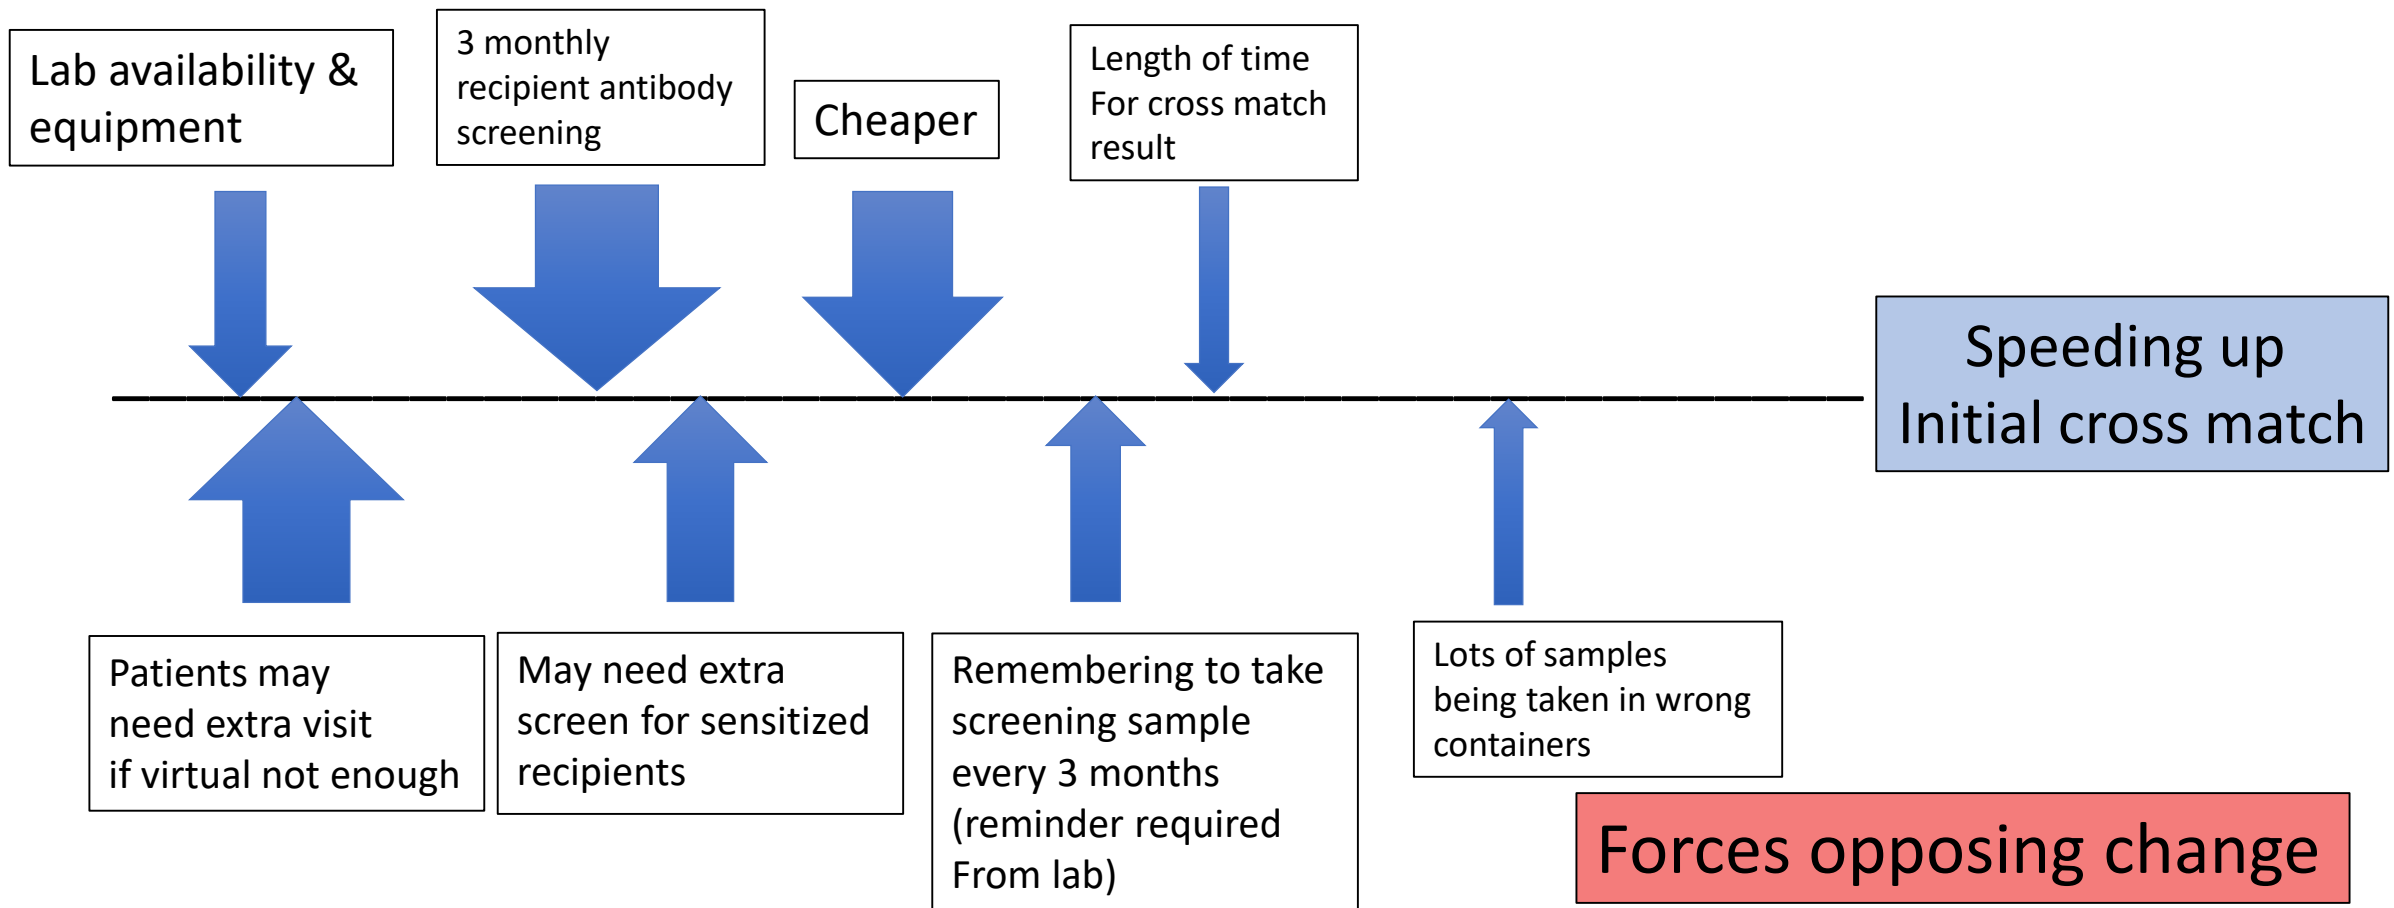 Lab availability &
equipment
3 monthly
recipient antibody
screening
Cheaper
Length of time
For cross match
result
Speeding up
Initial cross match
Patients may
need extra visit
if virtual not enough
May need extra
screen for sensitized
recipients
Remembering to take
screening sample
every 3 months
(reminder required
From lab)
Lots of samples
being taken in wrong
containers
Forces opposing change